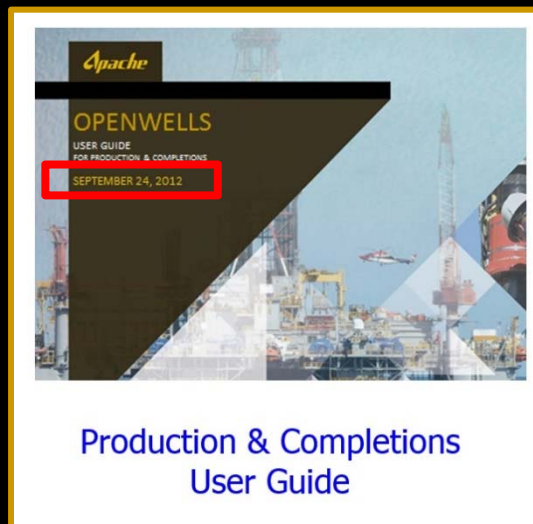 Apache
OPENWELLS
USER GUIDE
FOR PRODUCTION & COMPLETIONS
SEPTEMBER 24, 2012
Production & Completions
User Guide